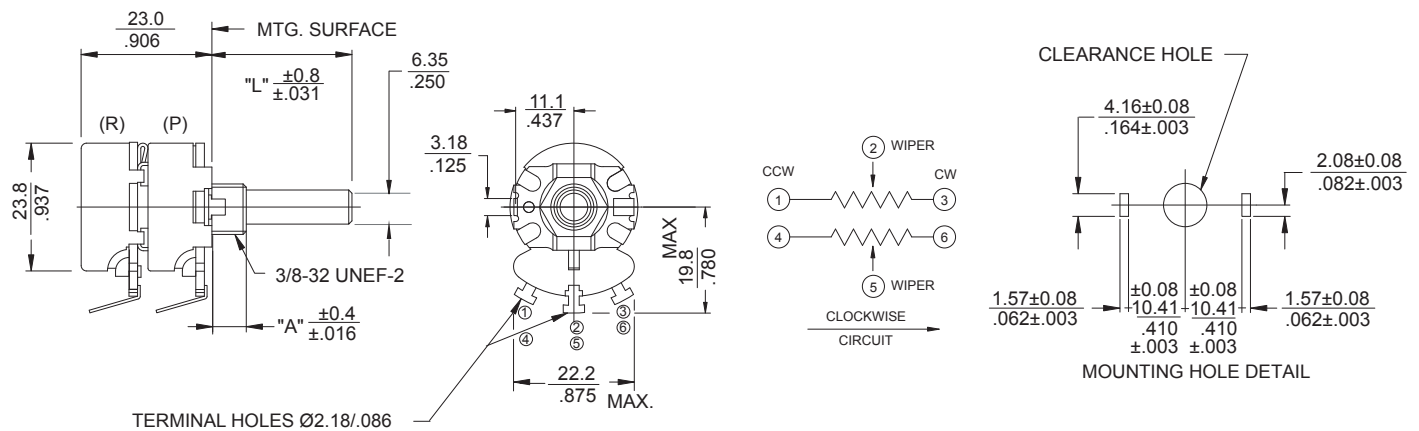 23.0
.906
MTG. SURFACE
"L" ±0.8
±.031
6.35
.250
(R)
(P)
23.8
.937
3/8-32 UNEF-2
"A" ±0.4
±.016
TERMINAL HOLES Ø2.18/.086
11.1
.437
3.18
.125
MAX
19.8
.780
1
2
3
4
5
6
22.2
.875
MAX.
2 WIPER
CCW
CW
1
3
4
6
5 WIPER
CLOCKWISE
CIRCUIT
CLEARANCE HOLE
4.16±0.08
.164±.003
2.08±0.08
.082±.003
1.57±0.08
.062±.003
±0.08
10.41
.410
±.003
±0.08
10.41
.410
±.003
1.57±0.08
.062±.003
MOUNTING HOLE DETAIL